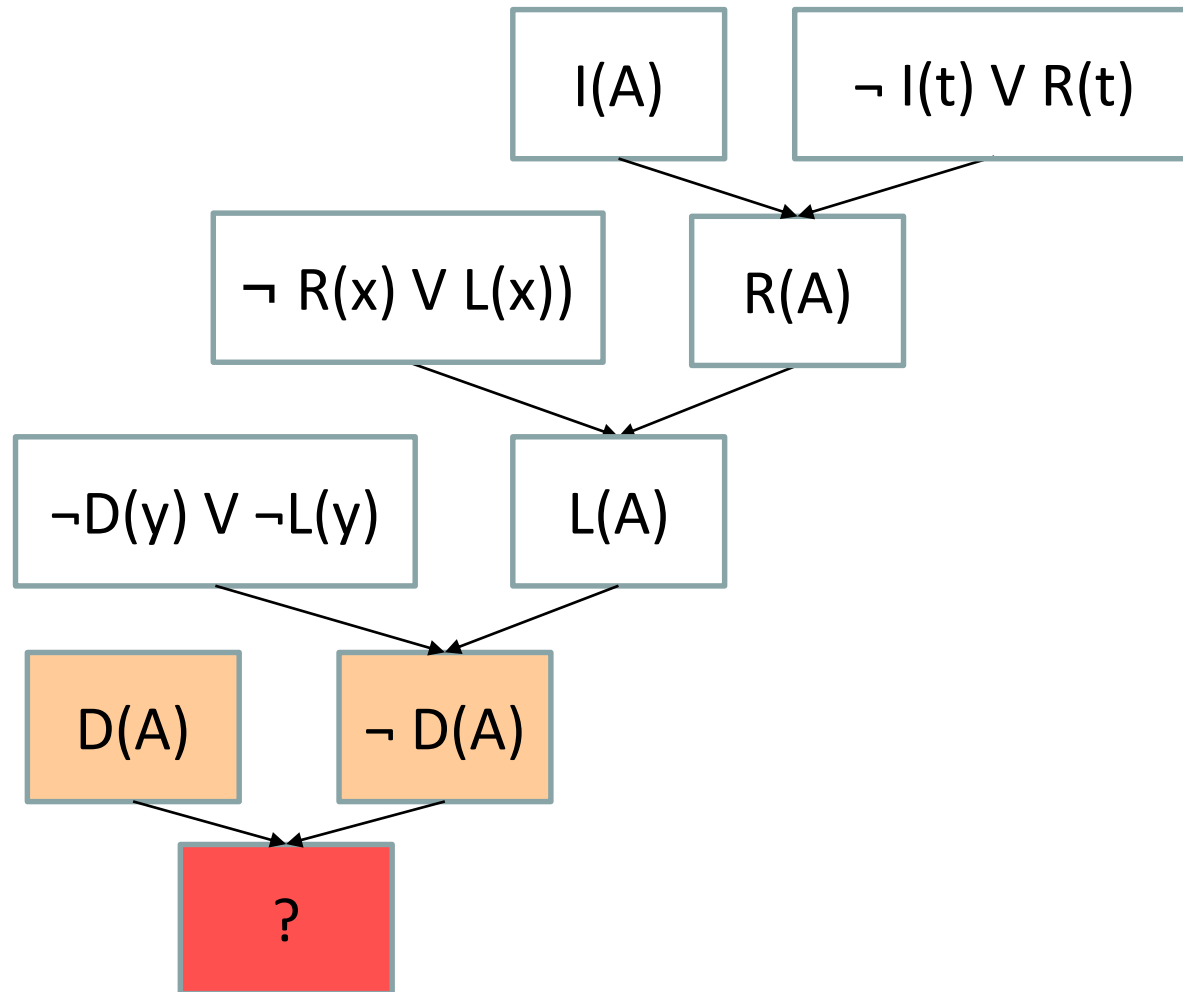 I(A)
¬ I(t) V R(t)
¬ R(x) V L(x))
R(A)
¬D(y) V ¬L(y)
L(A)
D(A)
¬ D(A)
?